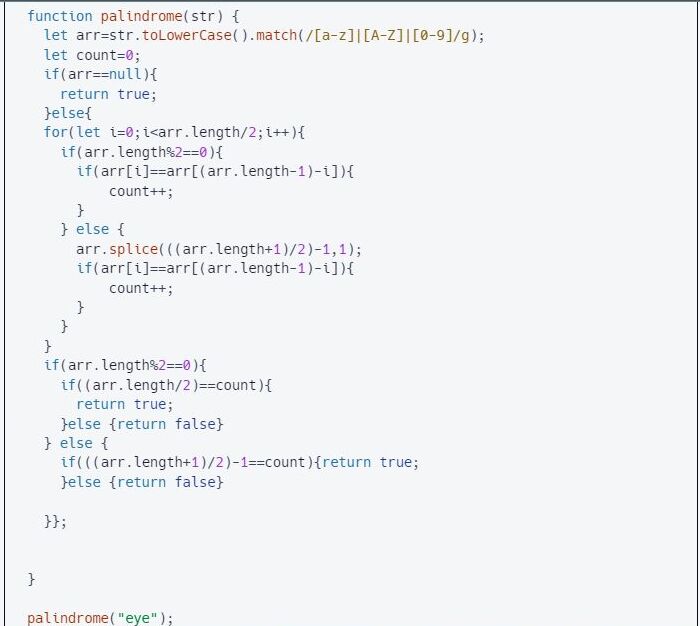 function palindrome(str) {
  let arr=str.toLowerCase().match(/[a-z]|[A-Z]|[0-9]/g);
  let count=0;
  if(arr==null){
    return true;
  }else{
  for(let i=0;i<arr.length/2;i++){
    if(arr.length%2==0){
      if(arr[i]==arr[(arr.length-1)-i]){
          count++;
      }
    } else {
      arr.splice(((arr.length+1)/2)-1,1);
      if(arr[i]==arr[(arr.length-1)-i]){
          count++;
      }
    }
  }
  if(arr.length%2==0){
    if((arr.length/2)==count){
      return true;
    }else {return false}
  } else {
    if(((arr.length+1)/2)-1==count){return true;
    }else {return false}
  }};
}
palindrome("eye");